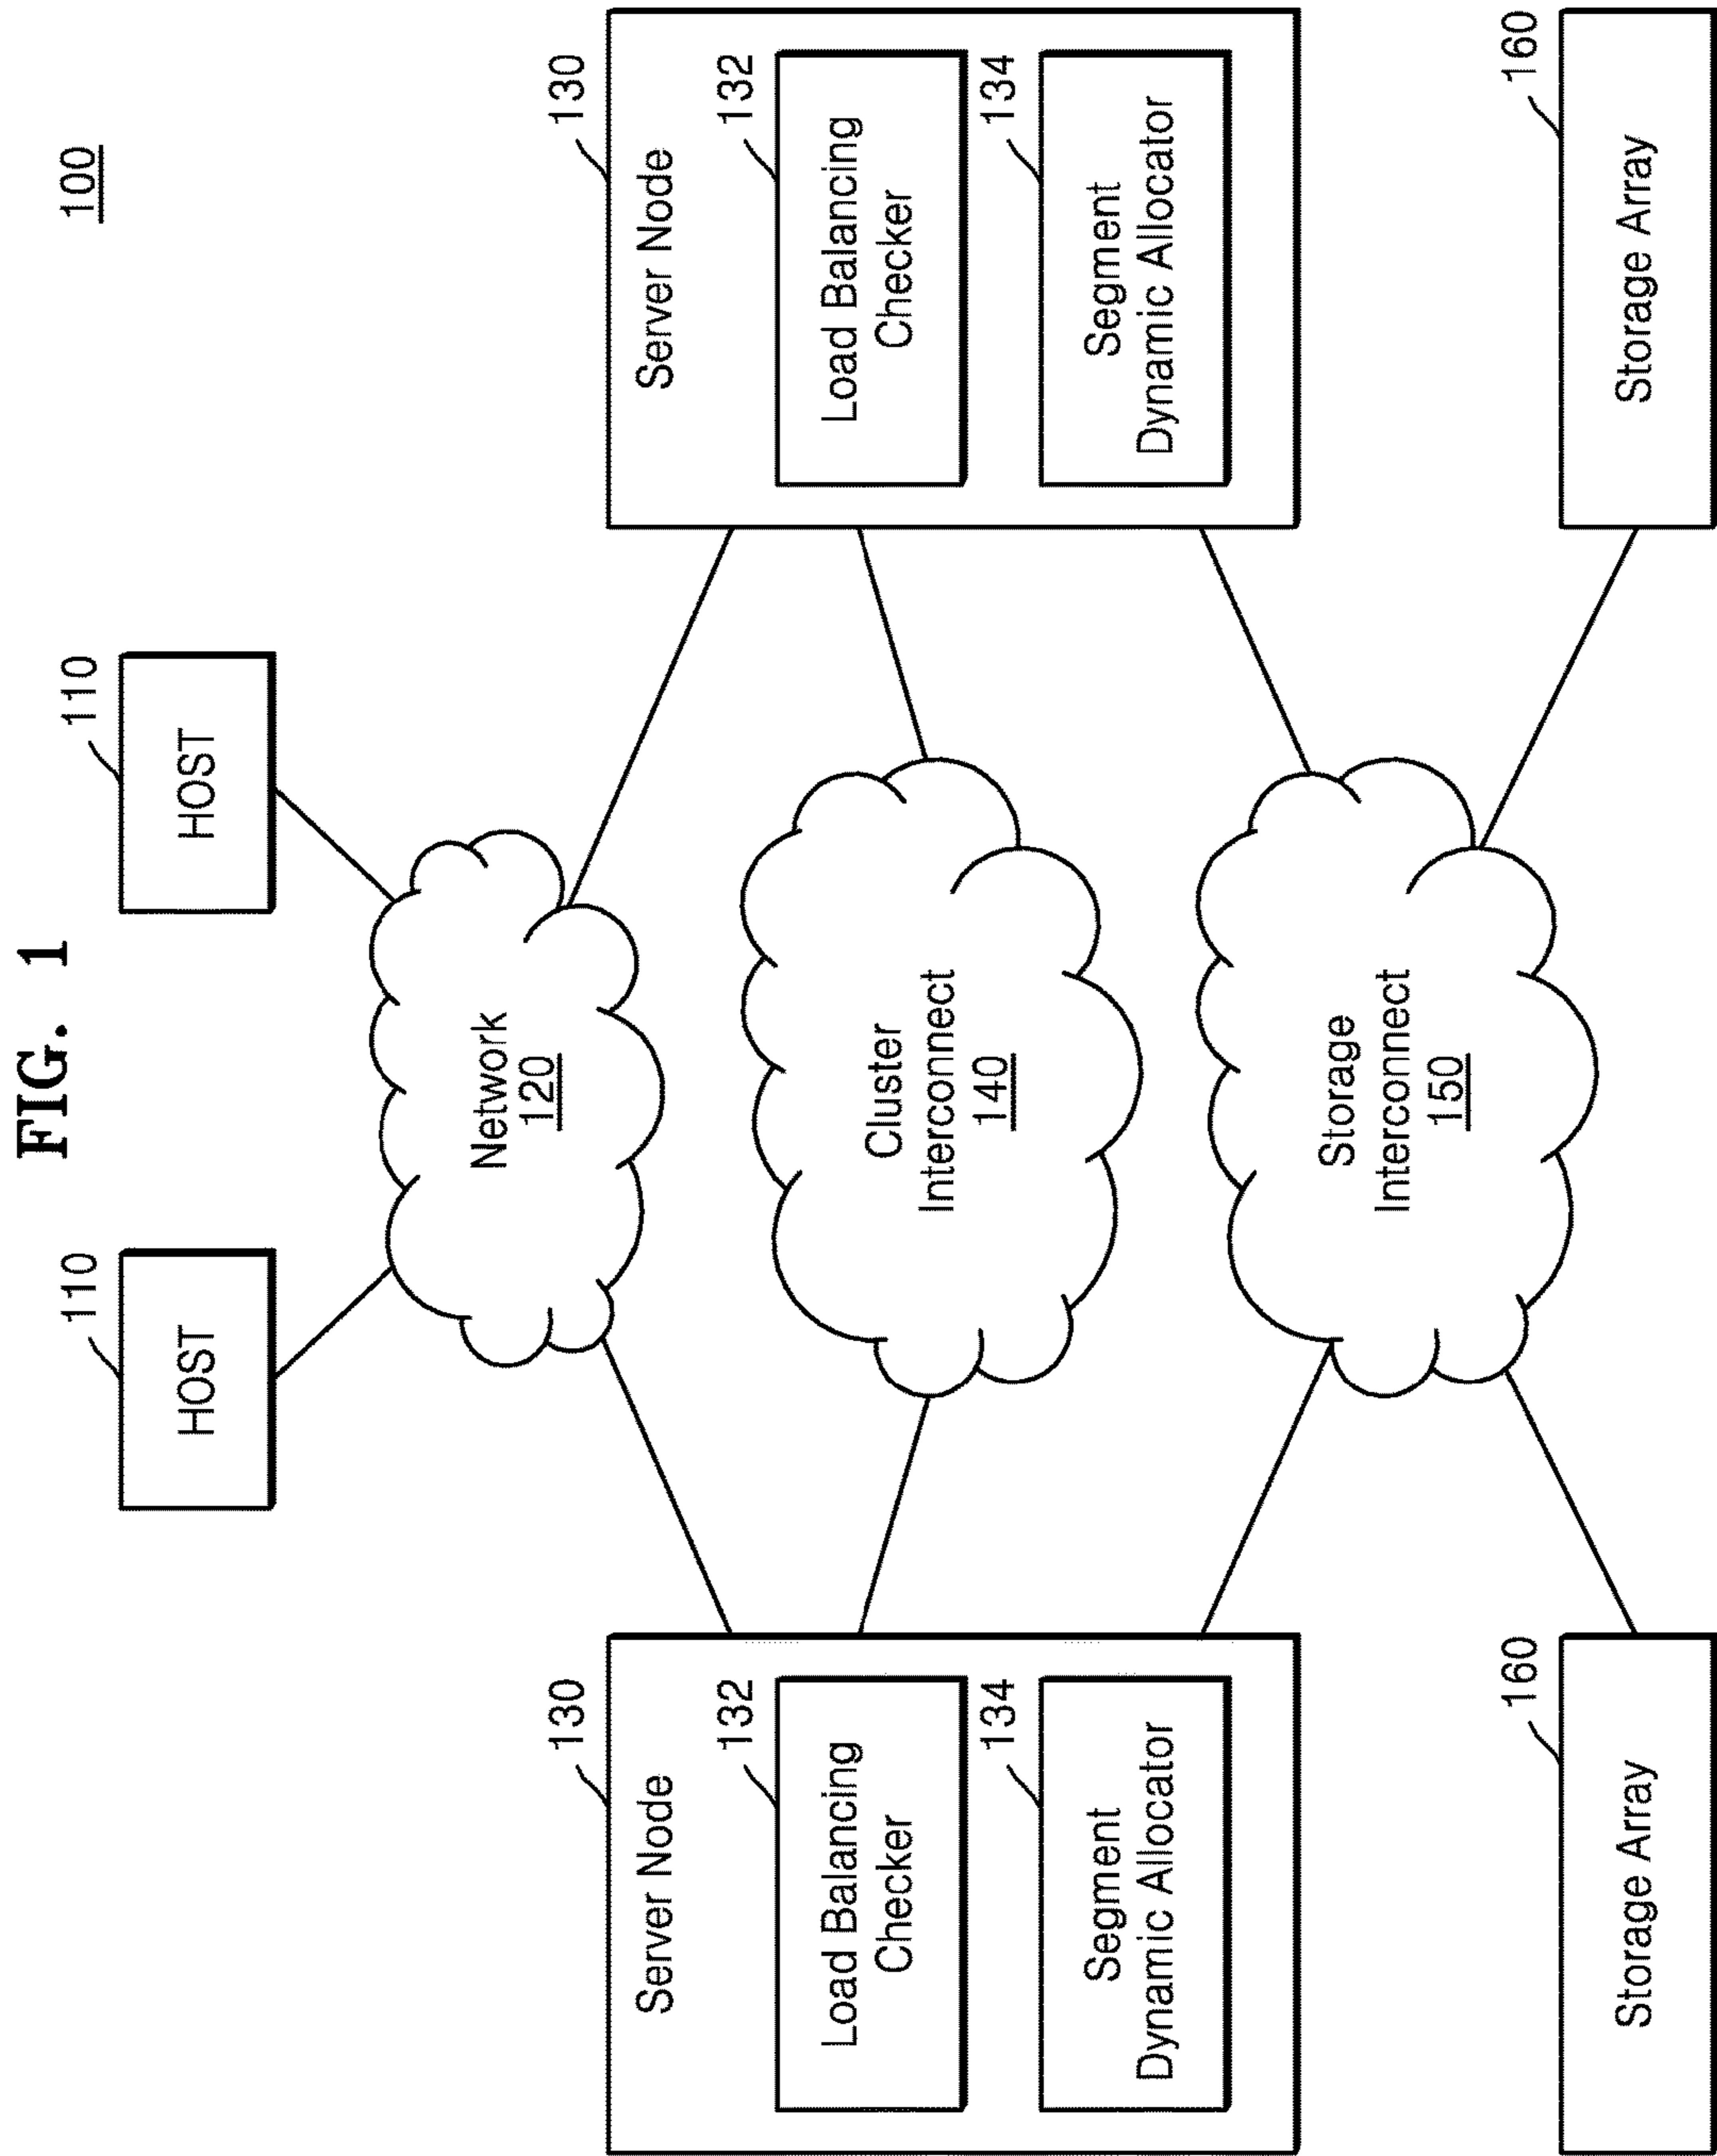 FIG. 1
100
110
HOST
110
HOST
Network
120
130
Server Node
132
Load Balancing
Checker
134
Segment
Dynamic Allocator
130
Server Node
132
Load Balancing
Checker
134
Segment
Dynamic Allocator
Cluster
Interconnect
140
Storage
Interconnect
150
160
Storage Array
160
Storage Array